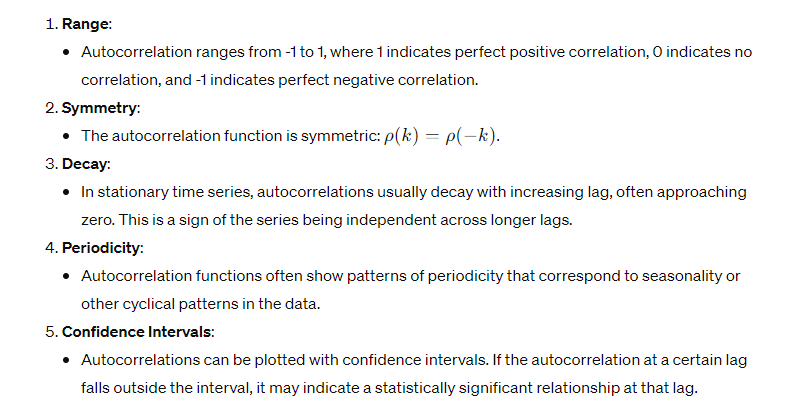 1. Range:
• Autocorrelation ranges from -1 to 1, where 1 indicates perfect positive correlation, 0 indicates no
correlation, and -1 indicates perfect negative correlation.
2. Symmetry:
• The autocorrelation function is symmetric: ρ(k) = ρ(−k).
3. Decay:
• In stationary time series, autocorrelations usually decay with increasing lag, often approaching
zero. This is a sign of the series being independent across longer lags.
4. Periodicity:
• Autocorrelation functions often show patterns of periodicity that correspond to seasonality or
other cyclical patterns in the data.
5. Confidence Intervals:
• Autocorrelations can be plotted with confidence intervals. If the autocorrelation at a certain lag
falls outside the interval, it may indicate a statistically significant relationship at that lag.